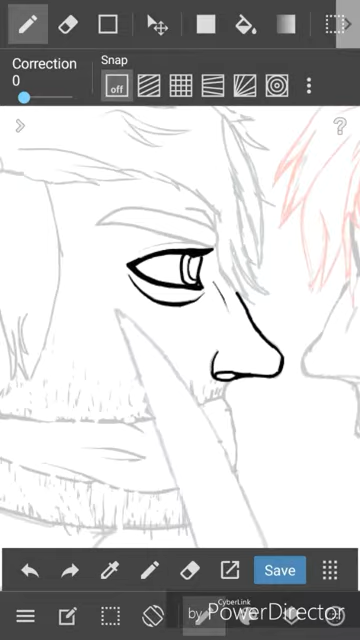 Correction
0
Snap
off
?
Save
CyberLink
by PowerDirector